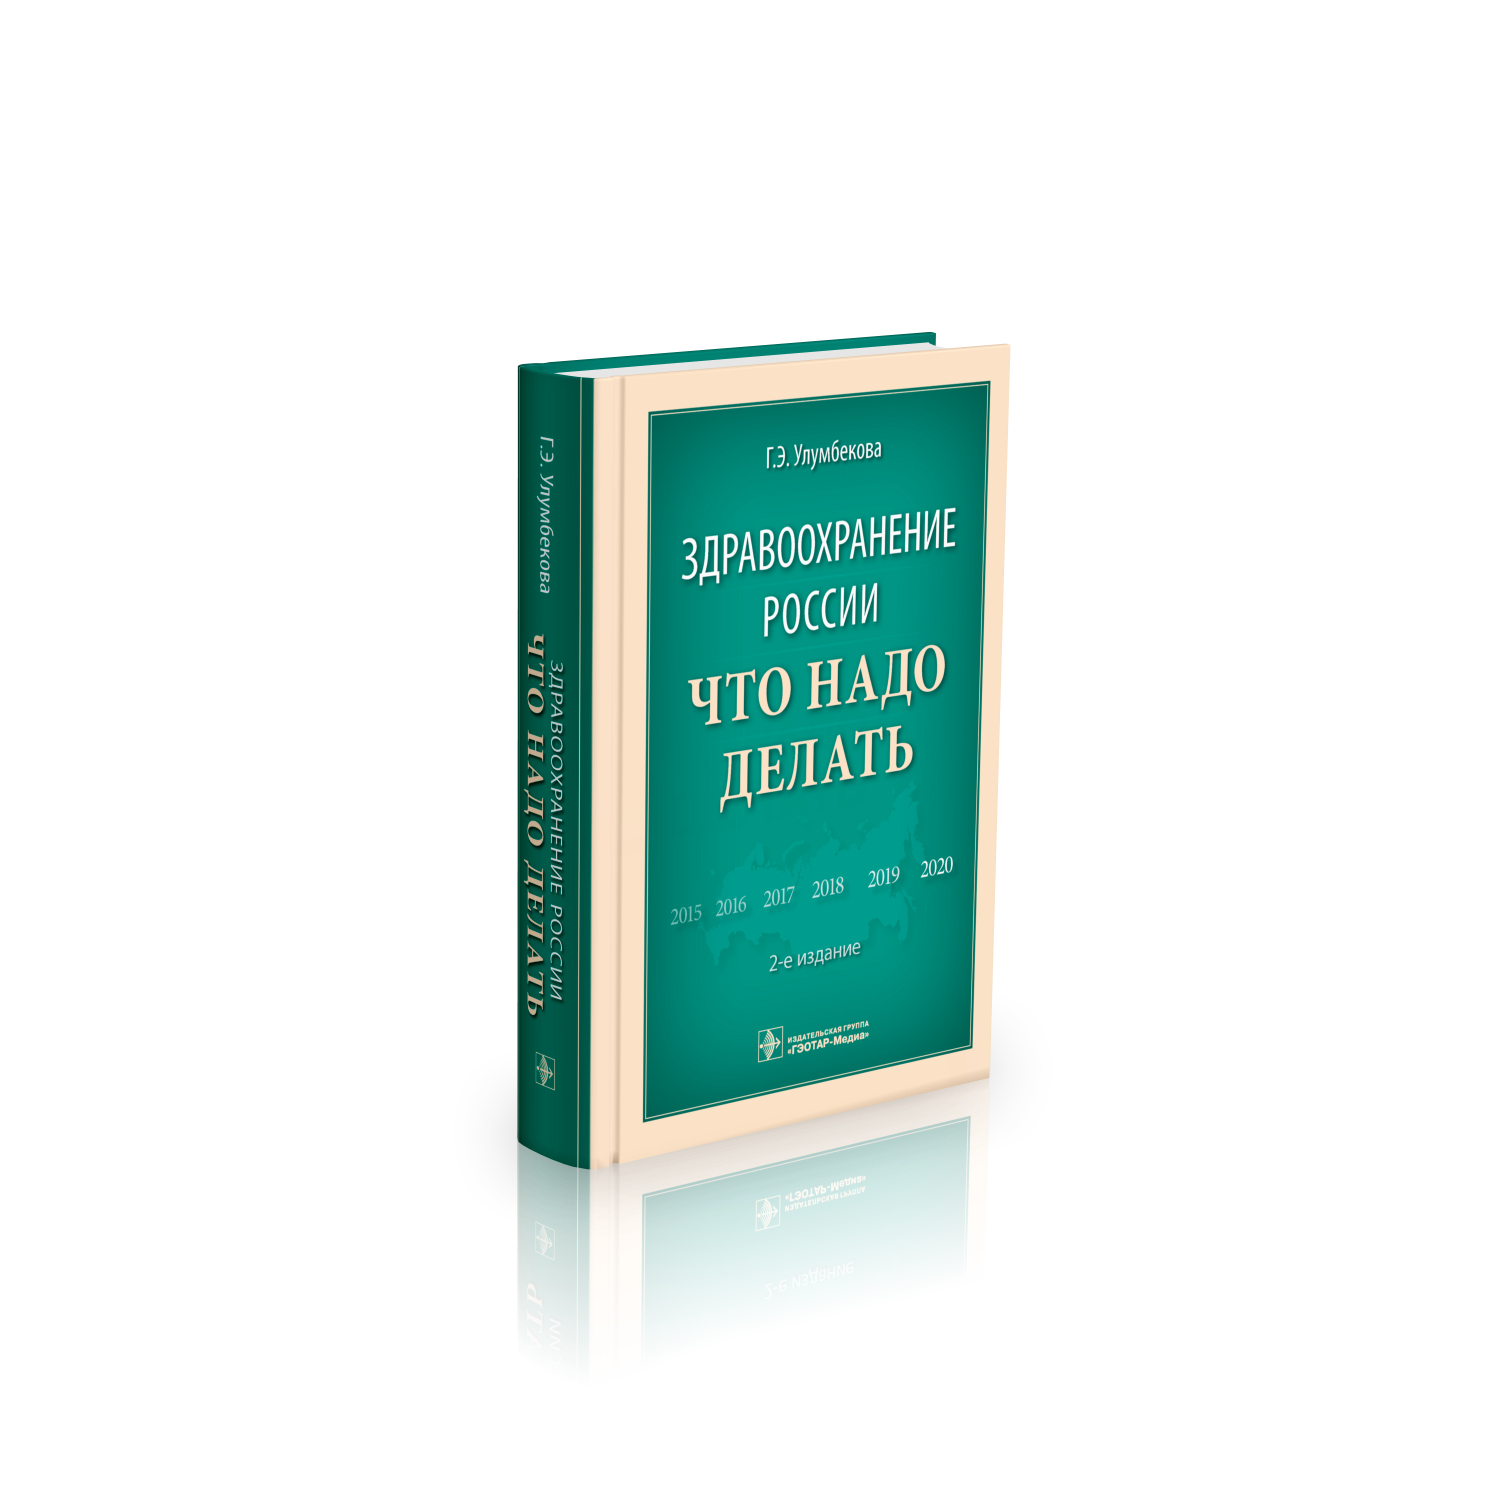 Г.Э. Улумбекова
ЗДРАВООХРАНЕНИЕ
РОССИИ
ЧТО НАДО
ДЕЛАТЬ
2015 2016 2017 2018 2019 2020
2-е издание
ИЗДАТЕЛЬСКАЯ ГРУППА
«ГЭОТАР-Медиа»
Г.Э. Улумбекова
ЗДРАВООХРАНЕНИЕ РОССИИ
ЧТО НАДО ДЕЛАТЬ